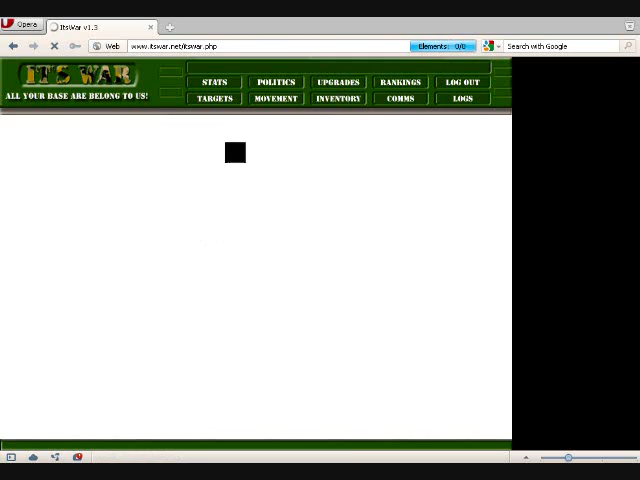 Opera
ItsWar v1.3
Web
www.itswar.net/itswar.php
Elements: 0/0
Search with Google
ITS WAR
ALL YOUR BASE ARE BELONG TO US!
STATS POLITICS UPGRADES RANKINGS LOG OUT
TARGETS MOVEMENT INVENTORY COMMS LOGS